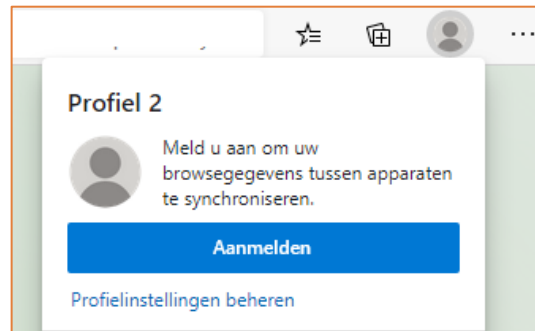 Profiel 2
Meld u aan om uw
browsegegevens tussen apparaten
te synchroniseren.
Aanmelden
Profielinstellingen beheren